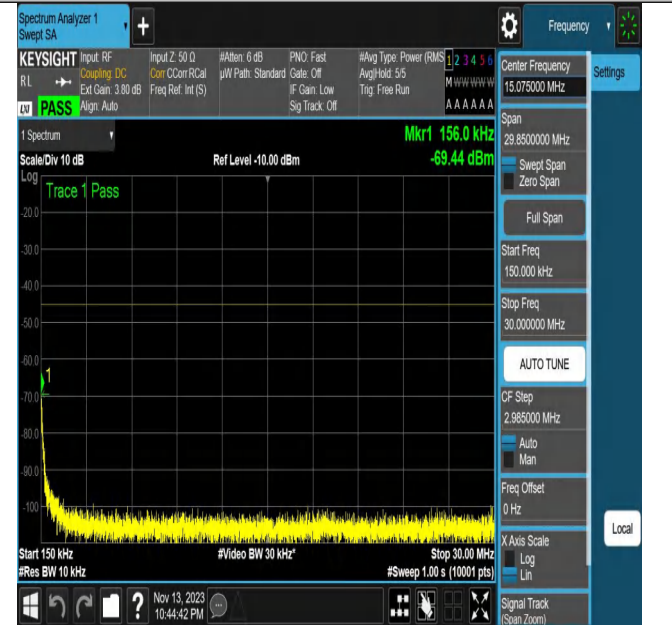 Spectrum Analyzer 1
Swept SA
+
Frequency
KEYSIGHT
RL
PASS
Input: RF
Coupling: DC
Ext Gain: 3.80 dB
Align: Auto
Input Z: 50 Ω
Corr CCorr RCal
Freq Ref: Int (S)
#Atten: 6 dB
µW Path: Standard
PNO: Fast
Gate: Off
IF Gain: Low
Sig Track: Off
#Avg Type: Power (RMS
Avg|Hold: 5/5
Trig: Free Run
1 2 3 4 5 6
M W W W W W
A A A A A A
1 Spectrum
Scale/Div 10 dB
Ref Level -10.00 dBm
Mkr1 156.0 kHz
-69.44 dBm
Log
Trace 1 Pass
-20.0
-30.0
-40.0
-50.0
-60.0
-70.0
-80.0
-90.0
-100
1
Start 150 kHz
#Video BW 30 kHz*
Stop 30.00 MHz
#Res BW 10 kHz
#Sweep 1.00 s (10001 pts)
Nov 13, 2023
10:44:42 PM
?
Settings
Center Frequency
15.075000 MHz
Span
29.8500000 MHz
Swept Span
Zero Span
Full Span
Start Freq
150.000 kHz
Stop Freq
30.000000 MHz
AUTO TUNE
CF Step
2.985000 MHz
Auto
Man
Freq Offset
0 Hz
X Axis Scale
Log
Lin
Signal Track
(Span Zoom)
Local